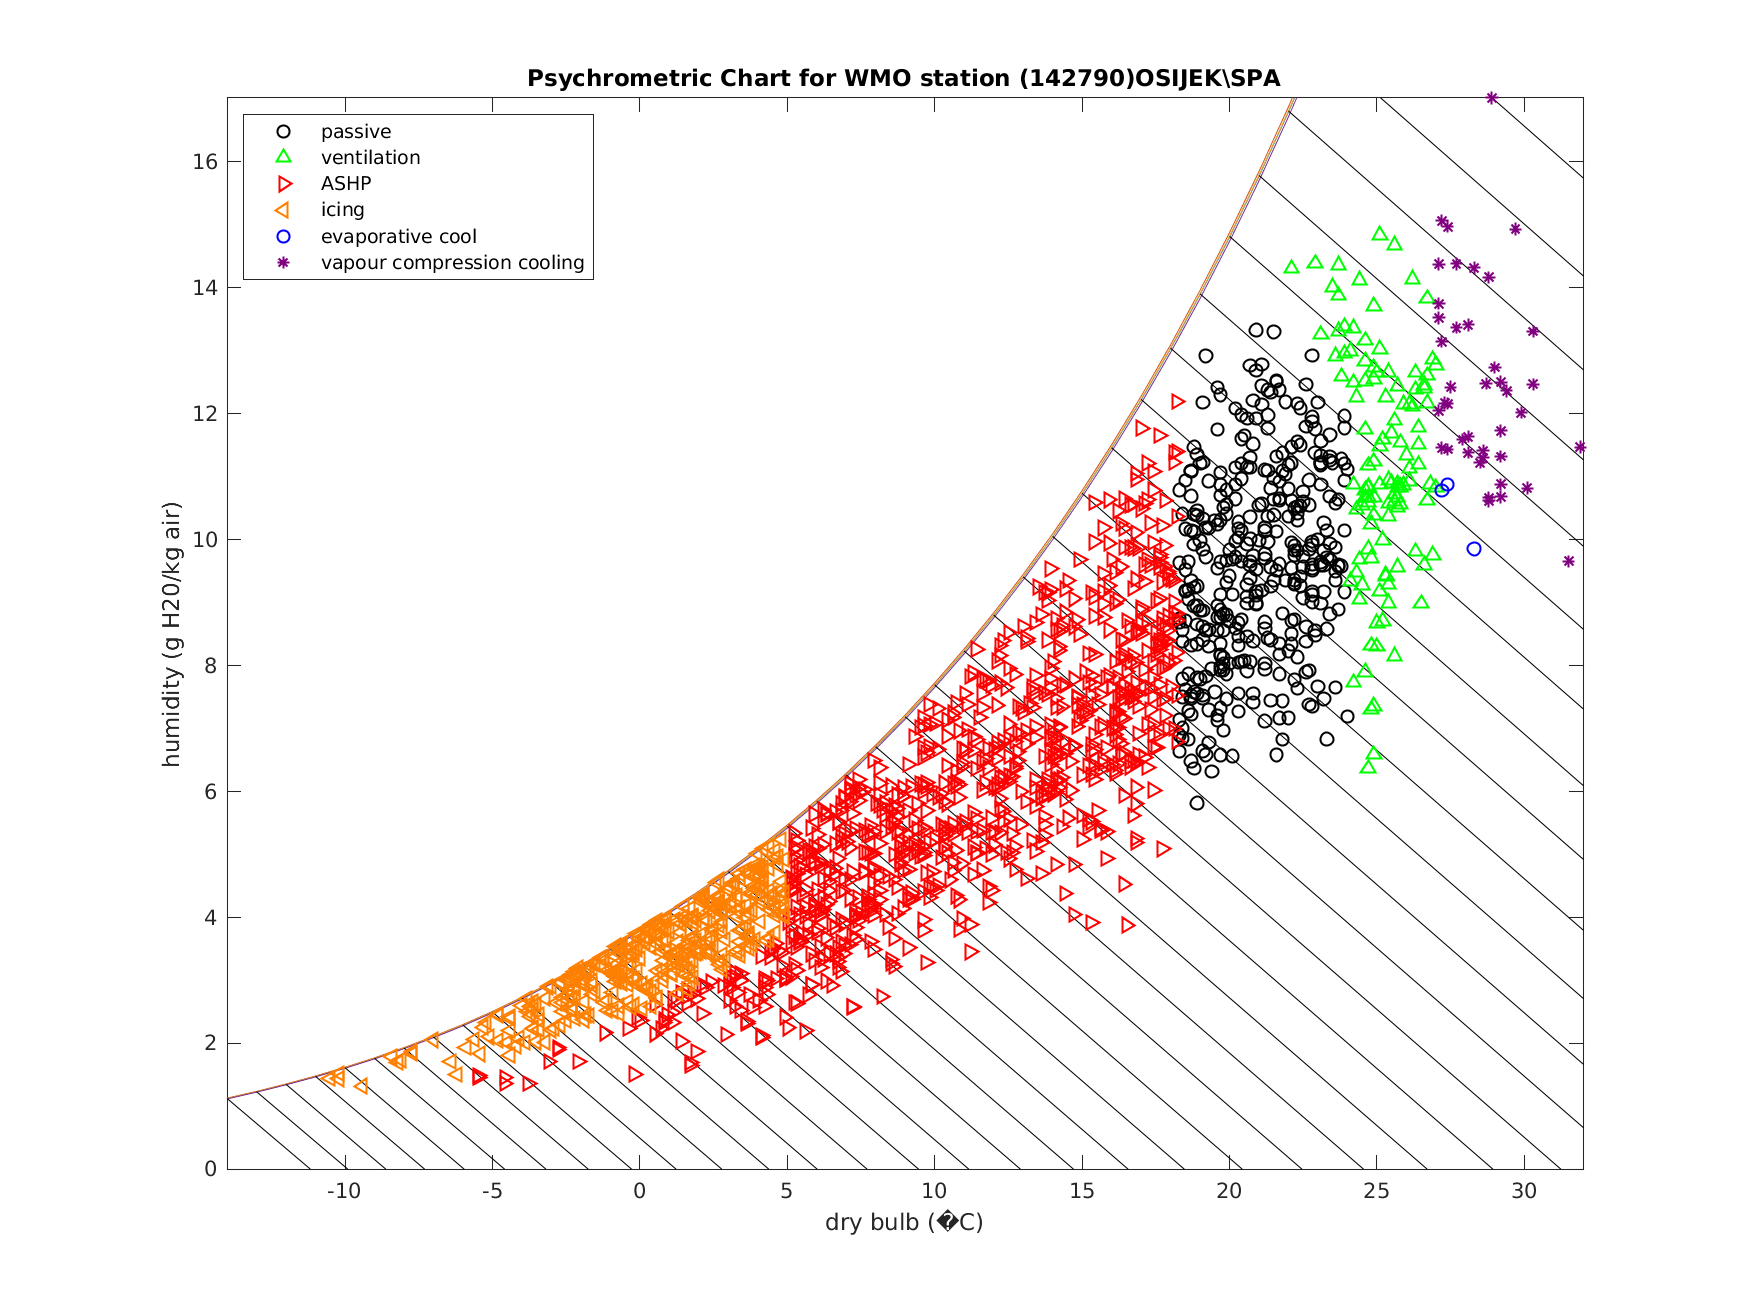 Psychrometric Chart for WMO station (142790)OSIJEK\SPA
passive
ventilation
ASHP
icing
evaporative cool
vapour compression cooling
humidity (g H20/kg air)
16
14
12
10
8
6
4
2
0
-10 -5 0 5 10 15 20 25 30
dry bulb (�C)